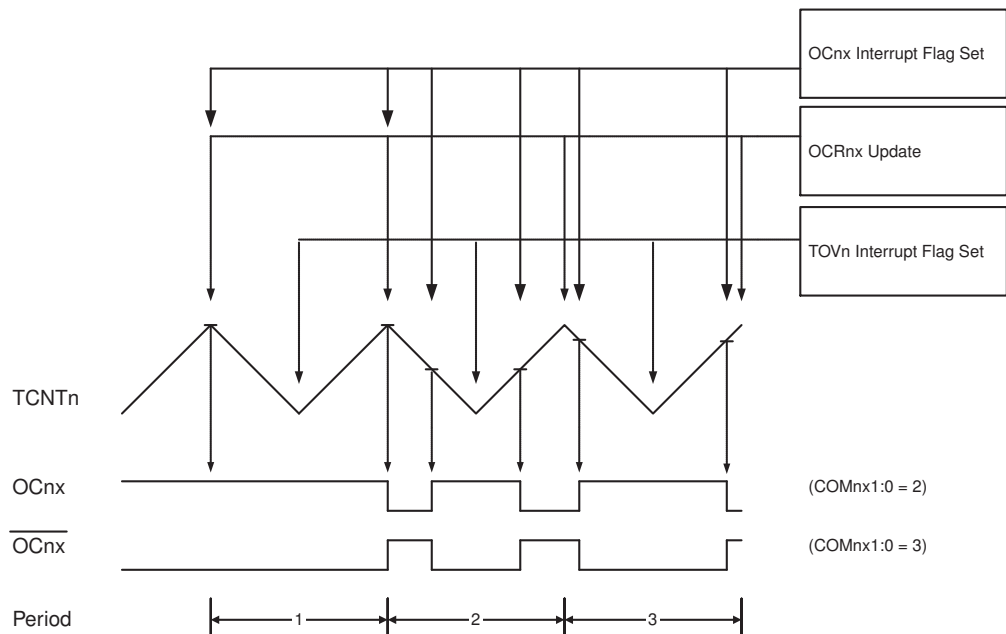 OCnx Interrupt Flag Set
OCRnx Update
TOVn Interrupt Flag Set
TCNTn
OCnx
(COMnx1:0 = 2)
OCnx
(COMnx1:0 = 3)
Period
1
2
3